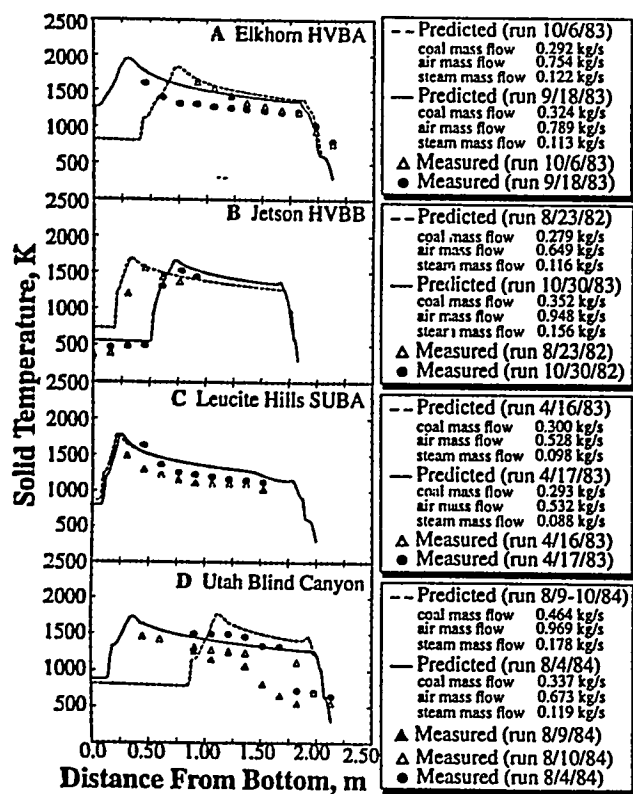 2500
A Elkhorn HVBA
2000
1500
1000
500
2500
B Jetson HVBB
2000
1500
1000
500
2500
C Leucite Hills SUBA
2000
1500
1000
500
2500
D Utah Blind Canyon
2000
1500
1000
500
0.0 0.50 1.00 1.50 2.00 2.50
Solid Temperature, K
Distance From Bottom, m
Predicted (run 10/6/83)
coal mass flow 0.292 kg/s
air mass flow 0.754 kg/s
steam mass flow 0.122 kg/s
Predicted (run 9/18/83)
coal mass flow 0.324 kg/s
air mass flow 0.789 kg/s
steam mass flow 0.113 kg/s
Measured (run 10/6/83)
Measured (run 9/18/83)
Predicted (run 8/23/82)
coal mass flow 0.279 kg/s
air mass flow 0.649 kg/s
steam mass flow 0.116 kg/s
Predicted (run 10/30/83)
coal mass flow 0.352 kg/s
air mass flow 0.948 kg/s
steam mass flow 0.156 kg/s
Measured (run 8/23/82)
Measured (run 10/30/82)
Predicted (run 4/16/83)
coal mass flow 0.300 kg/s
air mass flow 0.528 kg/s
steam mass flow 0.098 kg/s
Predicted (run 4/17/83)
coal mass flow 0.293 kg/s
air mass flow 0.532 kg/s
steam mass flow 0.088 kg/s
Measured (run 4/16/83)
Measured (run 4/17/83)
Predicted (run 8/9-10/84)
coal mass flow 0.464 kg/s
air mass flow 0.969 kg/s
steam mass flow 0.178 kg/s
Predicted (run 8/4/84)
coal mass flow 0.337 kg/s
air mass flow 0.673 kg/s
steam mass flow 0.119 kg/s
Measured (run 8/9/84)
Measured (run 8/10/84)
Measured (run 8/4/84)